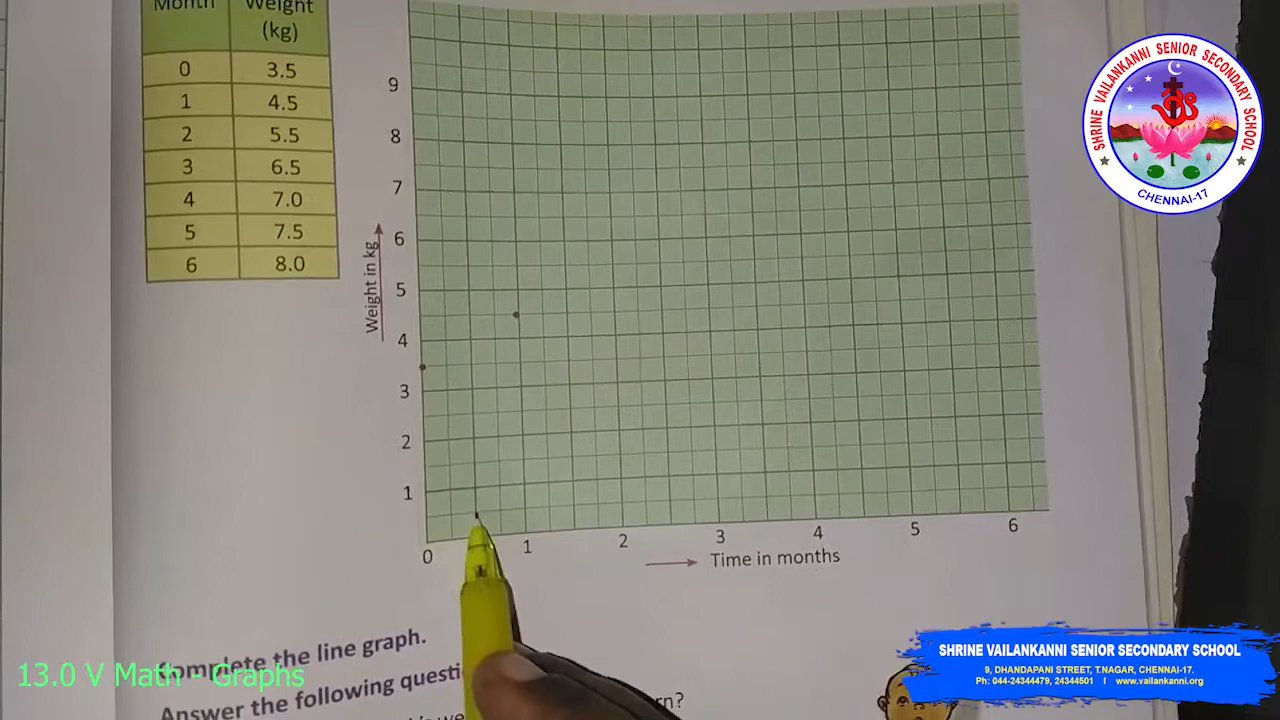 Month Weight
(kg)
0 3.5
1 4.5
2 5.5
3 6.5
4 7.0
5 7.5
6 8.0
9
8
7
6
5
4
3
2
1
Weight in kg
0 1 2 3 4 5 6
Time in months
Complete the line graph.
Answer the following questi
13.0 V Math - Graphs
SHRINE VAILANKANNI SENIOR SECONDARY SCHOOL
CHENNAI-17
SHRINE VAILANKANNI SENIOR SECONDARY SCHOOL
9, DHANDAPANI STREET, T.NAGAR, CHENNAI-17.
Ph: 044-24344479, 24344501 I www.vailankanni.org